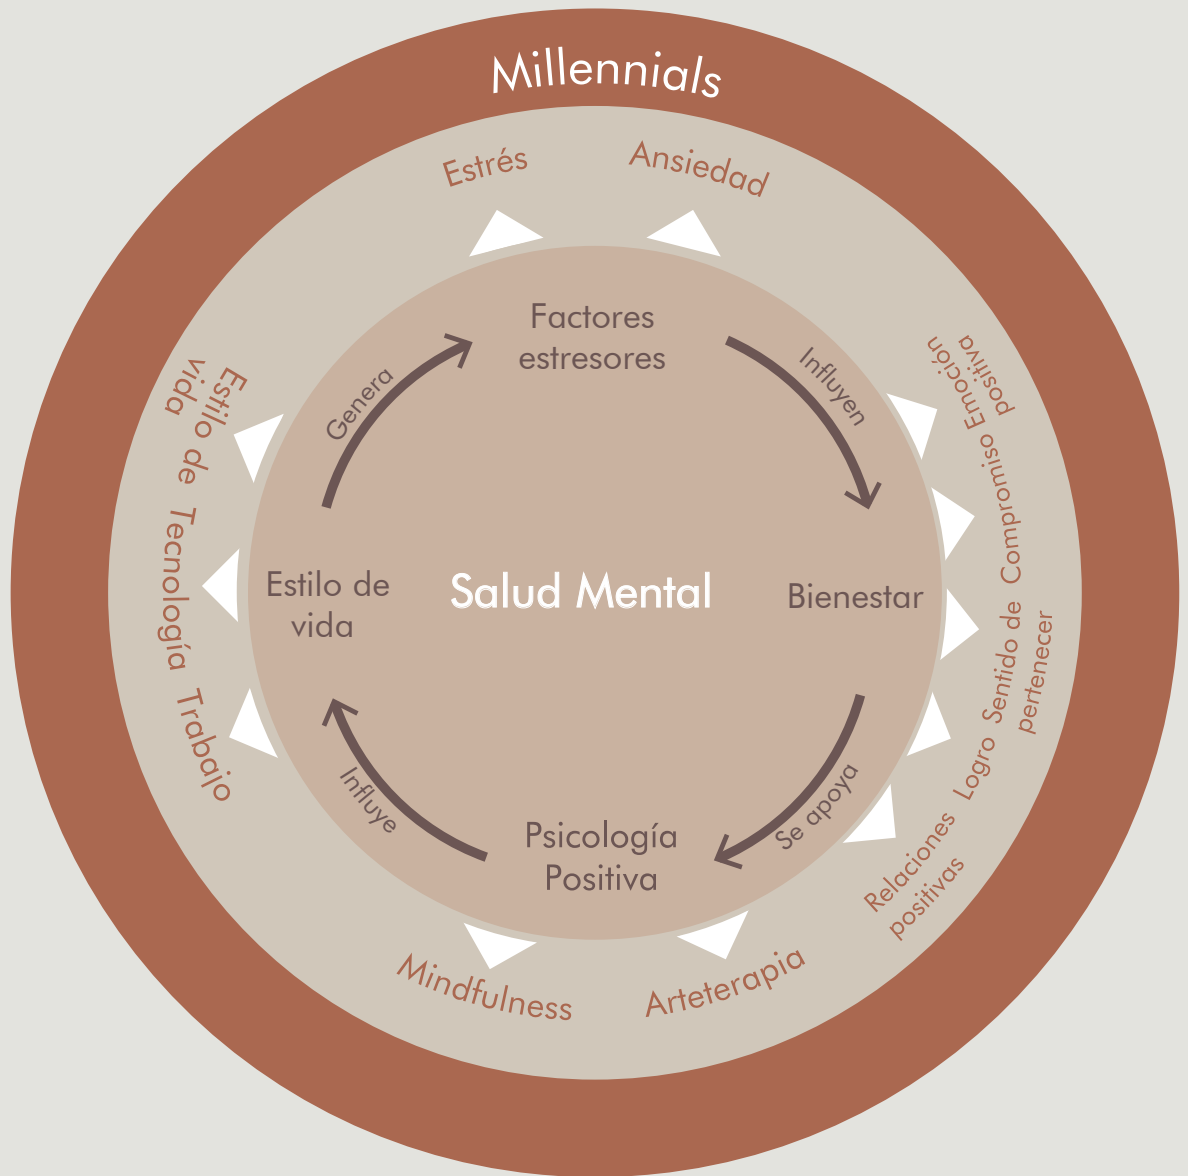 Millennials
Estrés
Ansiedad
Emoción
positiva
Compromiso
Sentido de
pertenecer
Logro
Relaciones
positivas
Arteterapia
Mindfulness
Trabajo
Tecnología
Estilo de
vida
Factores
estresores
Influyen
Bienestar
Se apoya
Psicología
Positiva
Influye
Estilo de
vida
Genera
Salud Mental